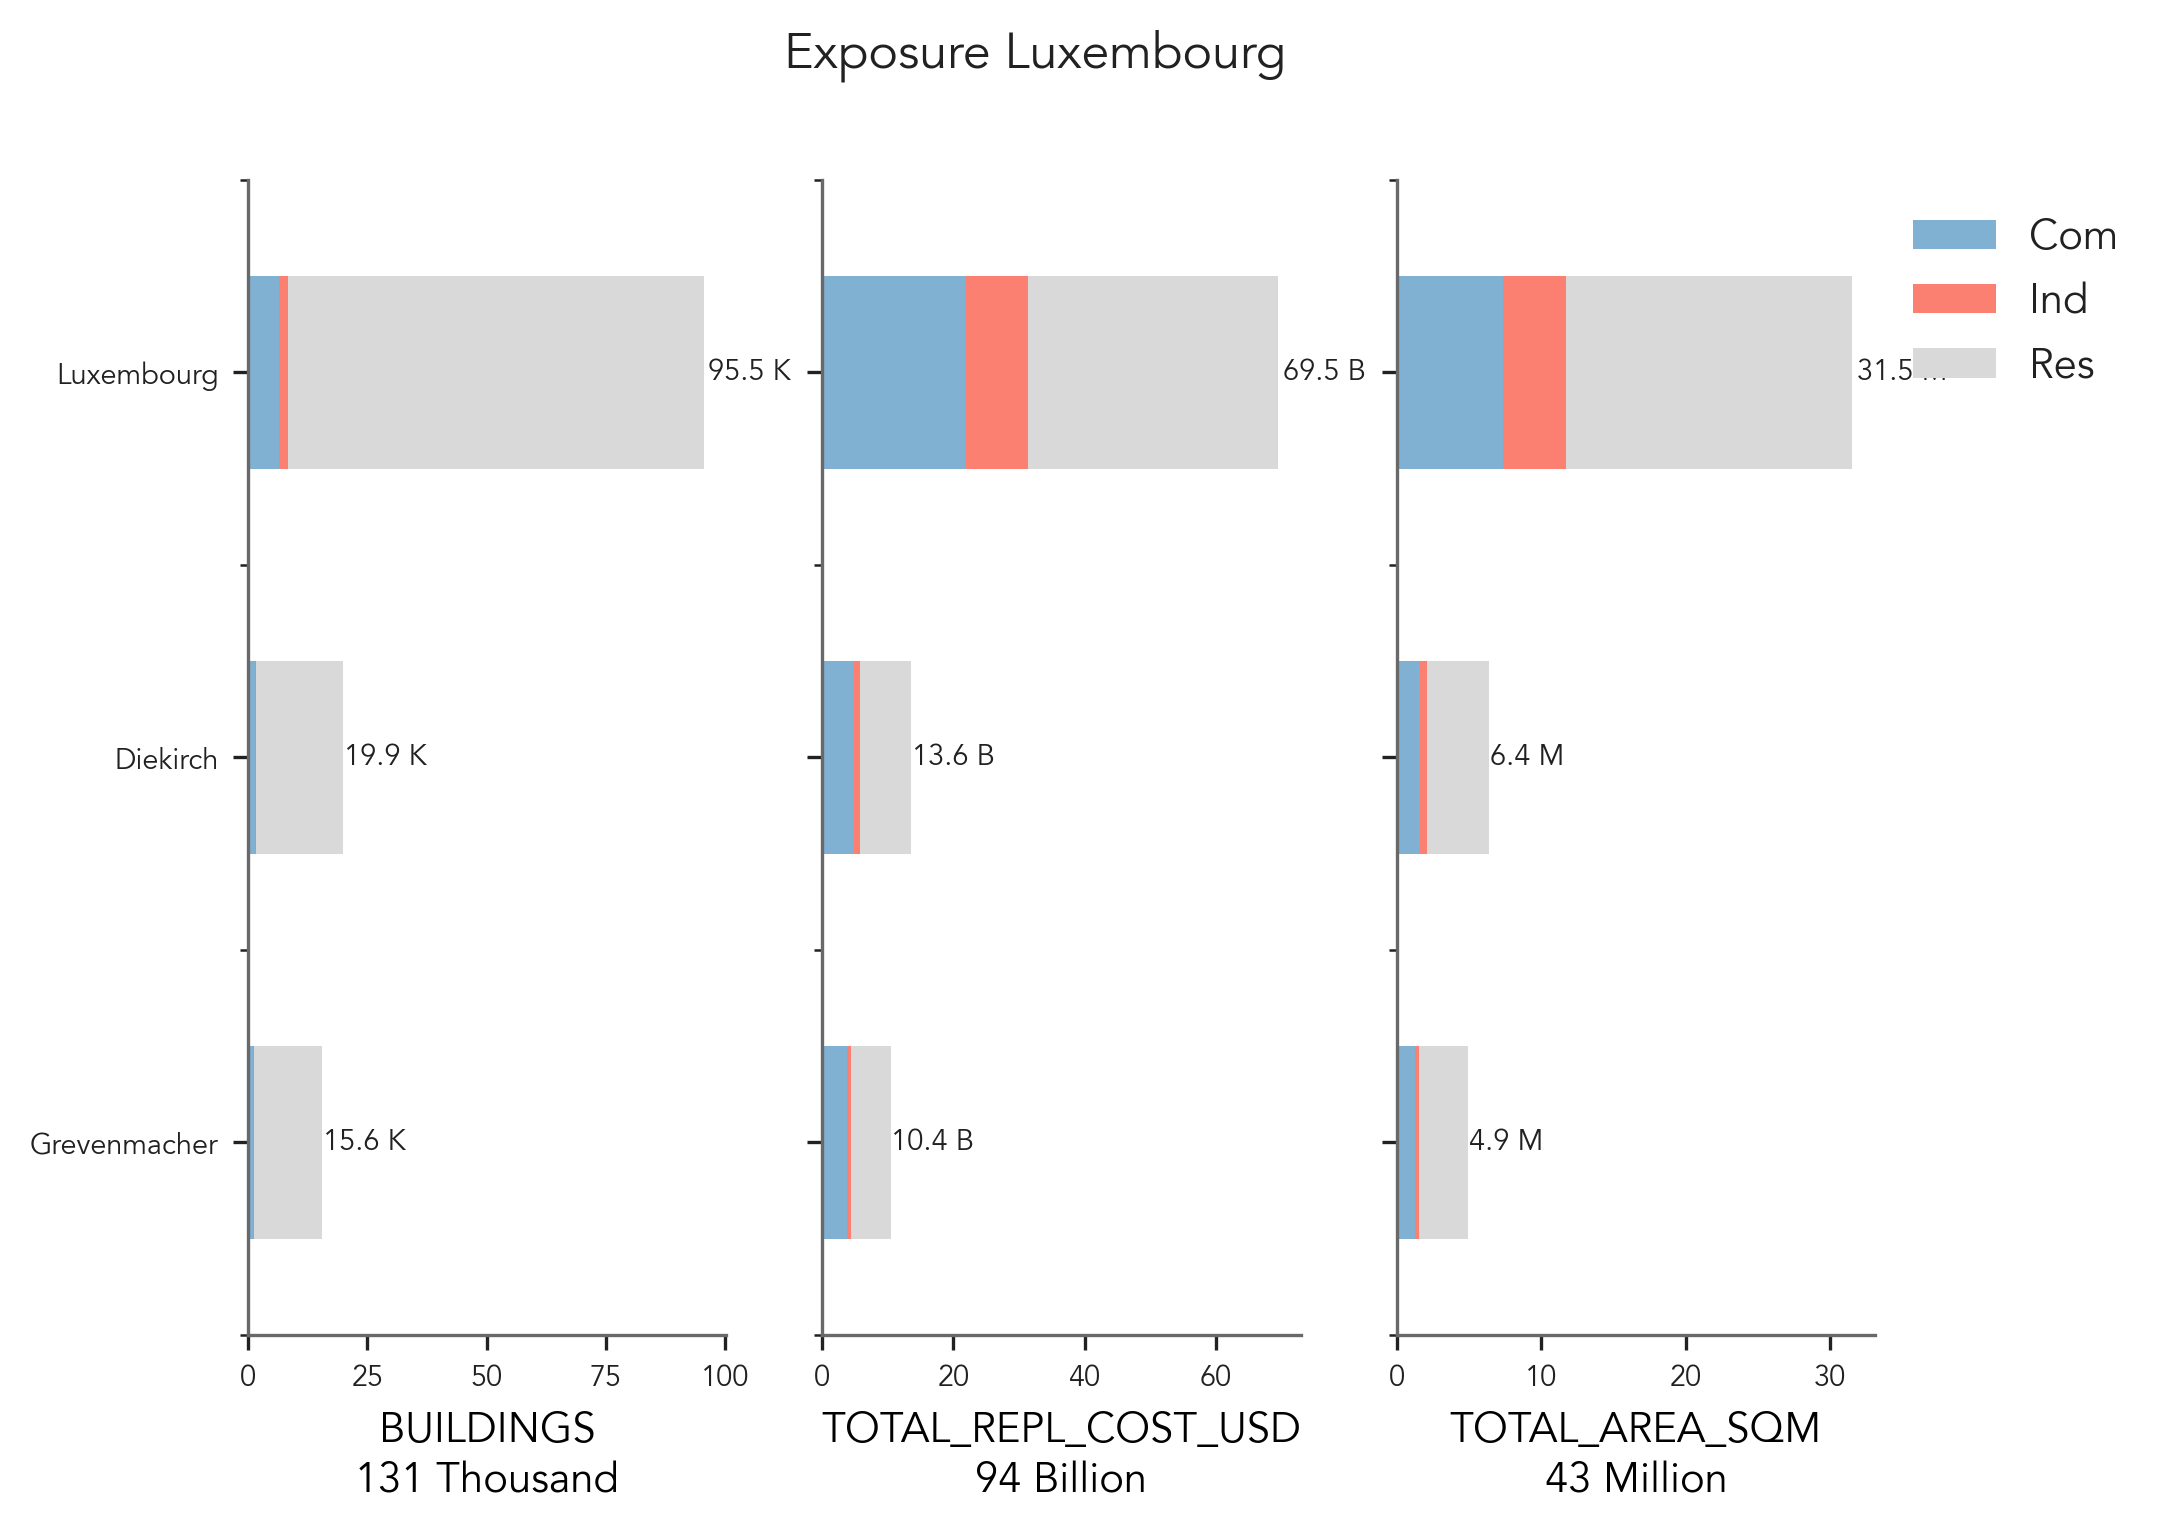 Exposure Luxembourg
Com
Ind
Res
Luxembourg
95.5 K
69.5 B
31.5
Diekirch
19.9 K
13.6 B
6.4 M
Grevenmacher
15.6 K
10.4 B
4.9 M
0 25 50 75 100
0 20 40 60
0 10 20 30
BUILDINGS
131 Thousand
TOTAL_REPL_COST_USD
94 Billion
TOTAL_AREA_SQM
43 Million